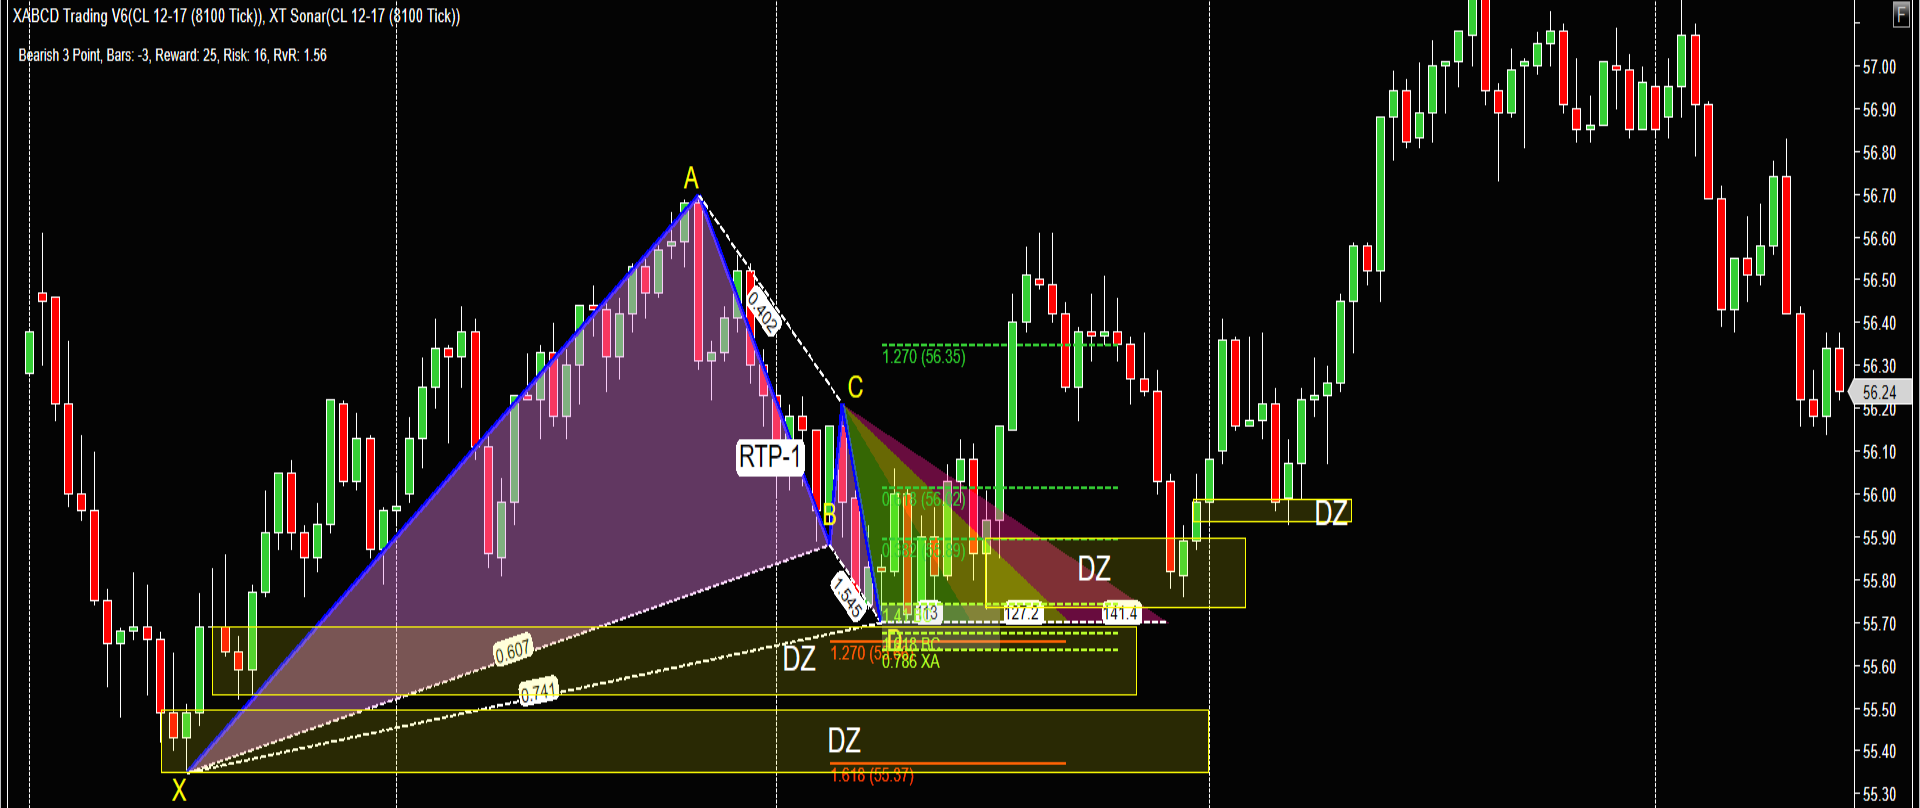 XABCD Trading V6(CL 12-17 (8100 Tick)), XT Sonar(CL 12-17 (8100 Tick))
F
Bearish 3 Point, Bars: -3, Reward: 25, Risk: 16, RvR: 1.56
57.00
56.90
56.80
A
56.70
56.60
56.50
0.402
56.40
1.270 (56.35)
56.30
C
56.24
56.20
RTP-1
56.10
56.00
B
DZ
55.90
DZ
55.80
1.545
127.2
141.4
55.70
D
0.607
DZ
0.786 XA
55.60
0.741
55.50
DZ
55.40
1.618 (55.37)
X
55.30